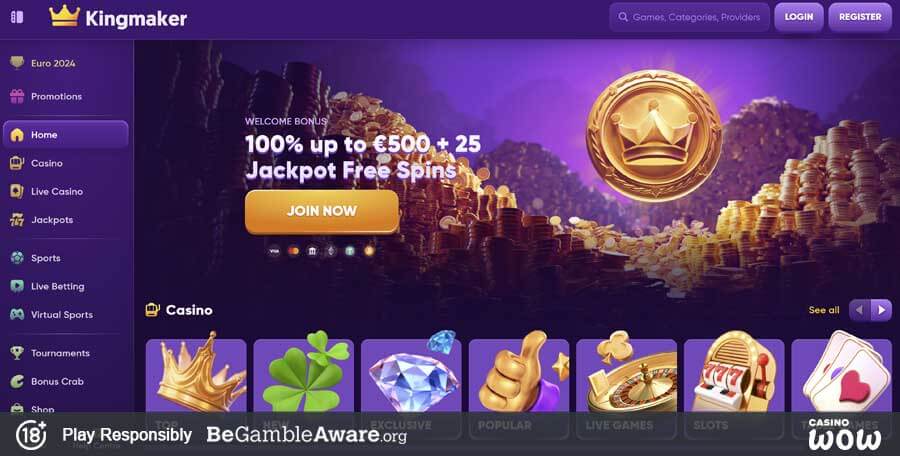 Kingmaker
Games, Categories, Providers
LOGIN
REGISTER
Euro 2024
Promotions
Home
Casino
Live Casino
Jackpots
Sports
Live Betting
Virtual Sports
Tournaments
Bonus Crab
Shop
WELCOME BONUS
100% up to €500 + 25
Jackpot Free Spins
JOIN NOW
VISA
Casino
See all
TOP
NEW
EXCLUSIVE
POPULAR
LIVE GAMES
777
SLOTS
18+
Play Responsibly
BeGambleAware.org
CASINO
WOW